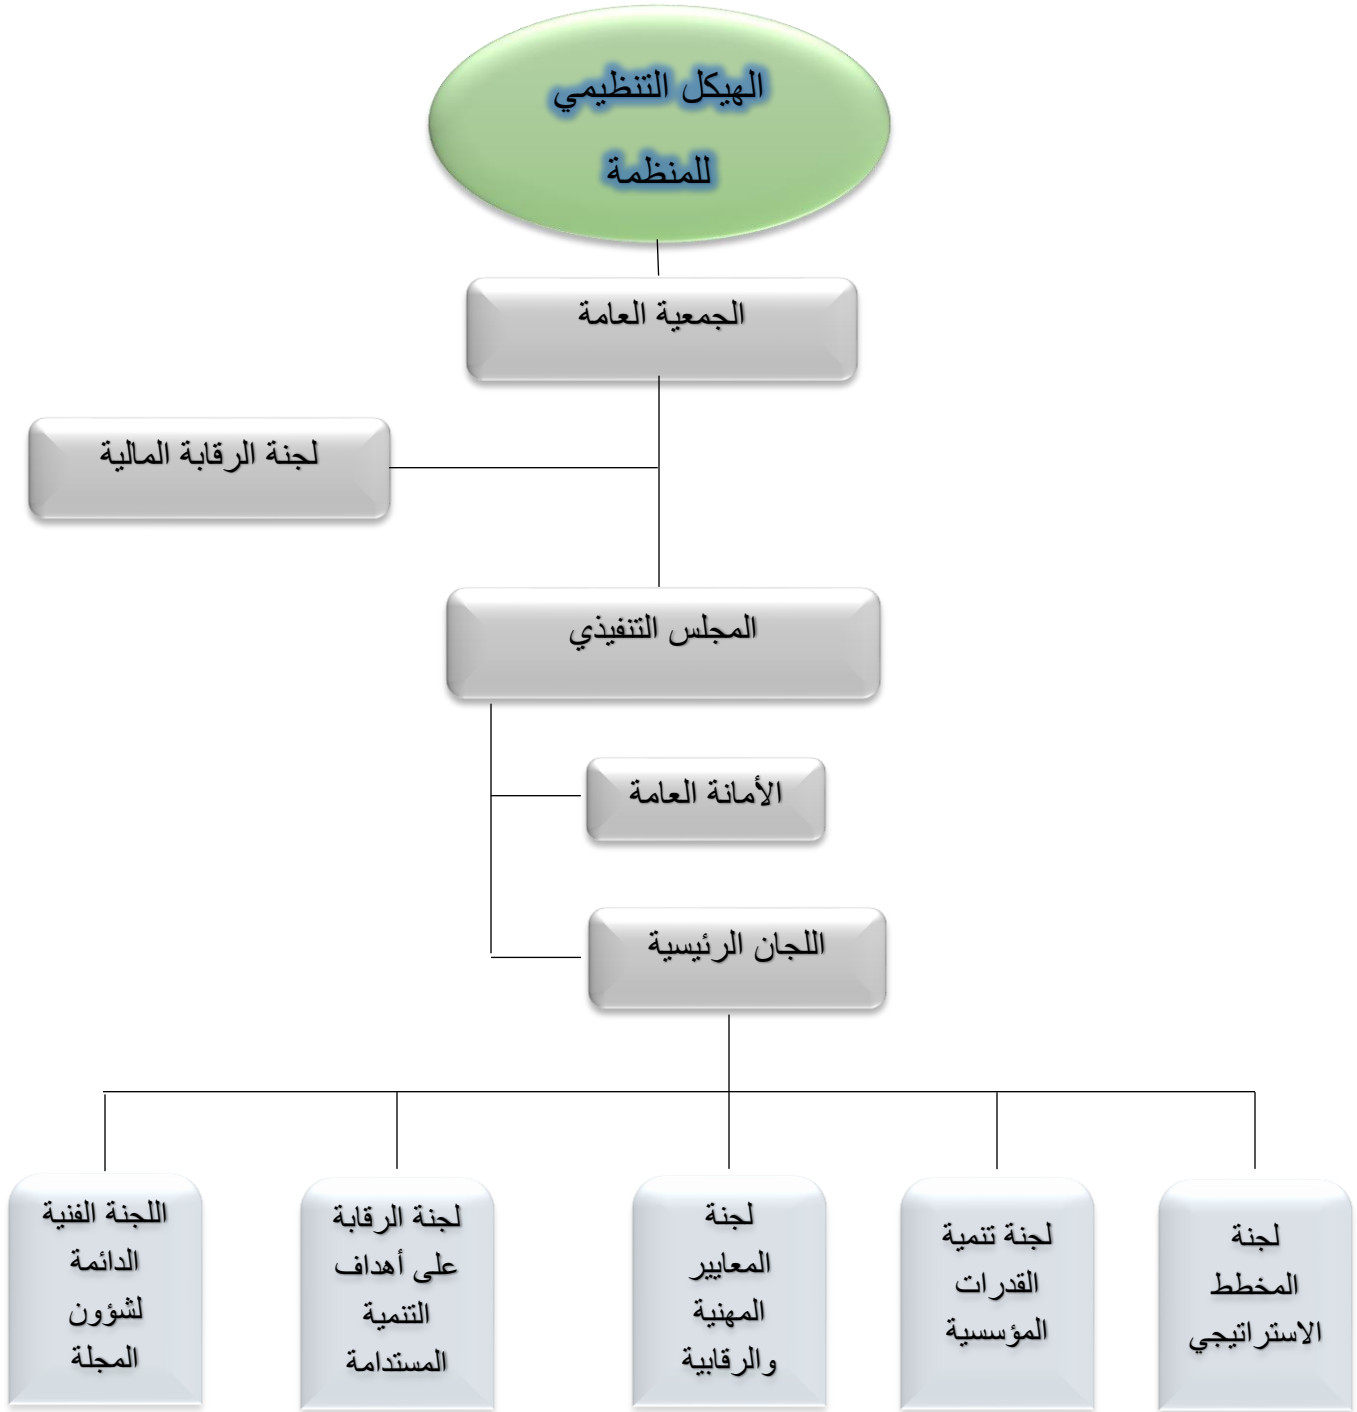 الهيكل التنظيمي
للمنظمة
الجمعية العامة
لجنة الرقابة المالية
المجلس التنفيذي
الأمانة العامة
اللجان الرئيسية
لجنة
المخطط
الاستراتيجي
لجنة تنمية
القدرات
المؤسسية
لجنة
المعايير
المهنية
والرقابية
لجنة الرقابة
على أهداف
التنمية
المستدامة
اللجنة الفنية
الدائمة
لشؤون
المجلة